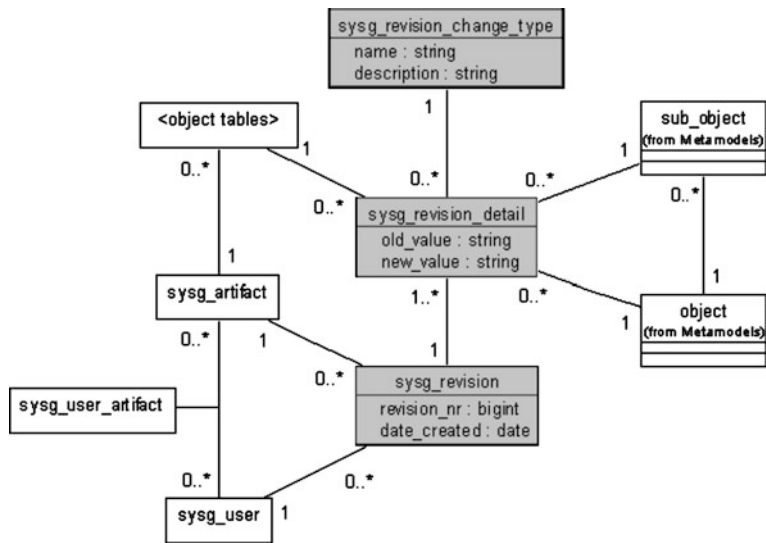 sysg_revision_change_type
name : string
description : string
1
<object tables>
sub_object
(from Metamodels)
0..*
1
0..*
0..*
1
0..*
0..*
sysg_revision_detail
old_value : string
new_value : string
1
1
sysg_artifact
1..*
0..*
1
object
(from Metamodels)
0..*
1
1
0..*
sysg_revision
revision_nr : bigint
date_created : date
sysg_user_artifact
0..*
0..*
sysg_user
1